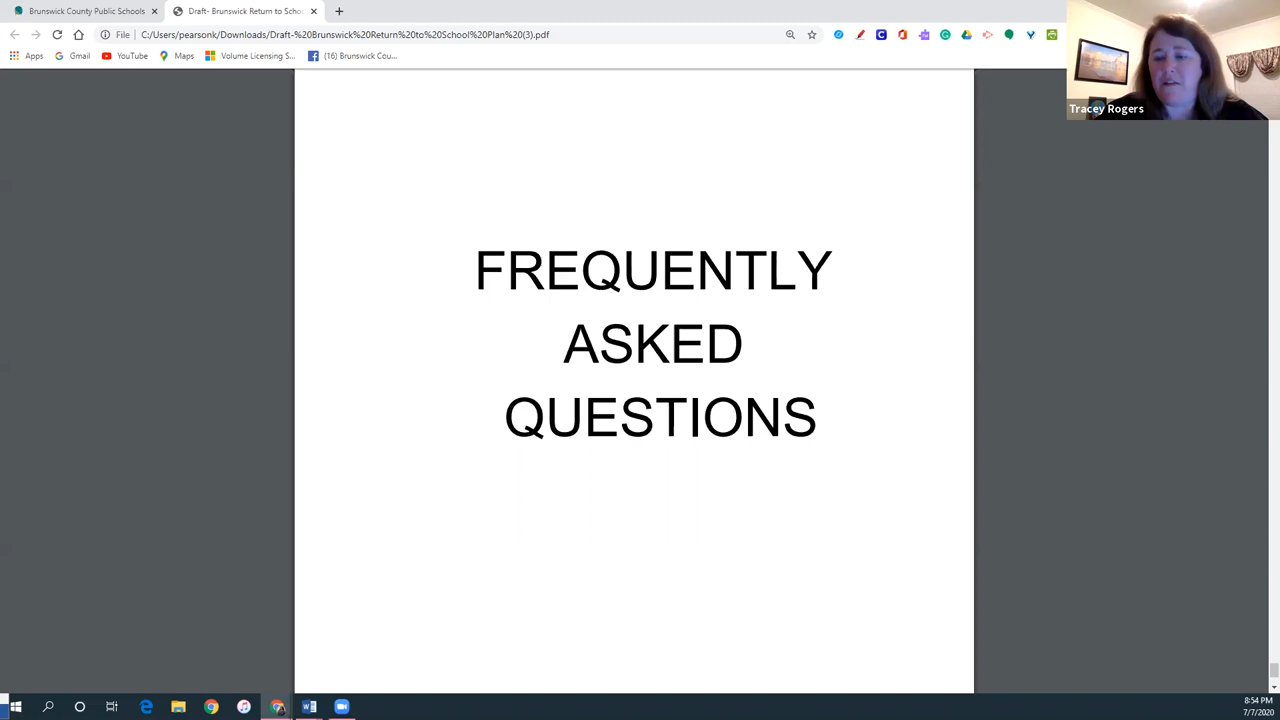 Brunswick County Public Schools
Draft- Brunswick Return to Schoo
File
C:/Users/pearsonk/Downloads/Draft-%20Brunswick%20Return%20to%20School%20Plan%20(3).pdf
Apps
Gmail
YouTube
Maps
Volume Licensing S...
(16) Brunswick Cou...
Tracey Rogers
FREQUENTLY
ASKED
QUESTIONS
8:54 PM
7/7/2020